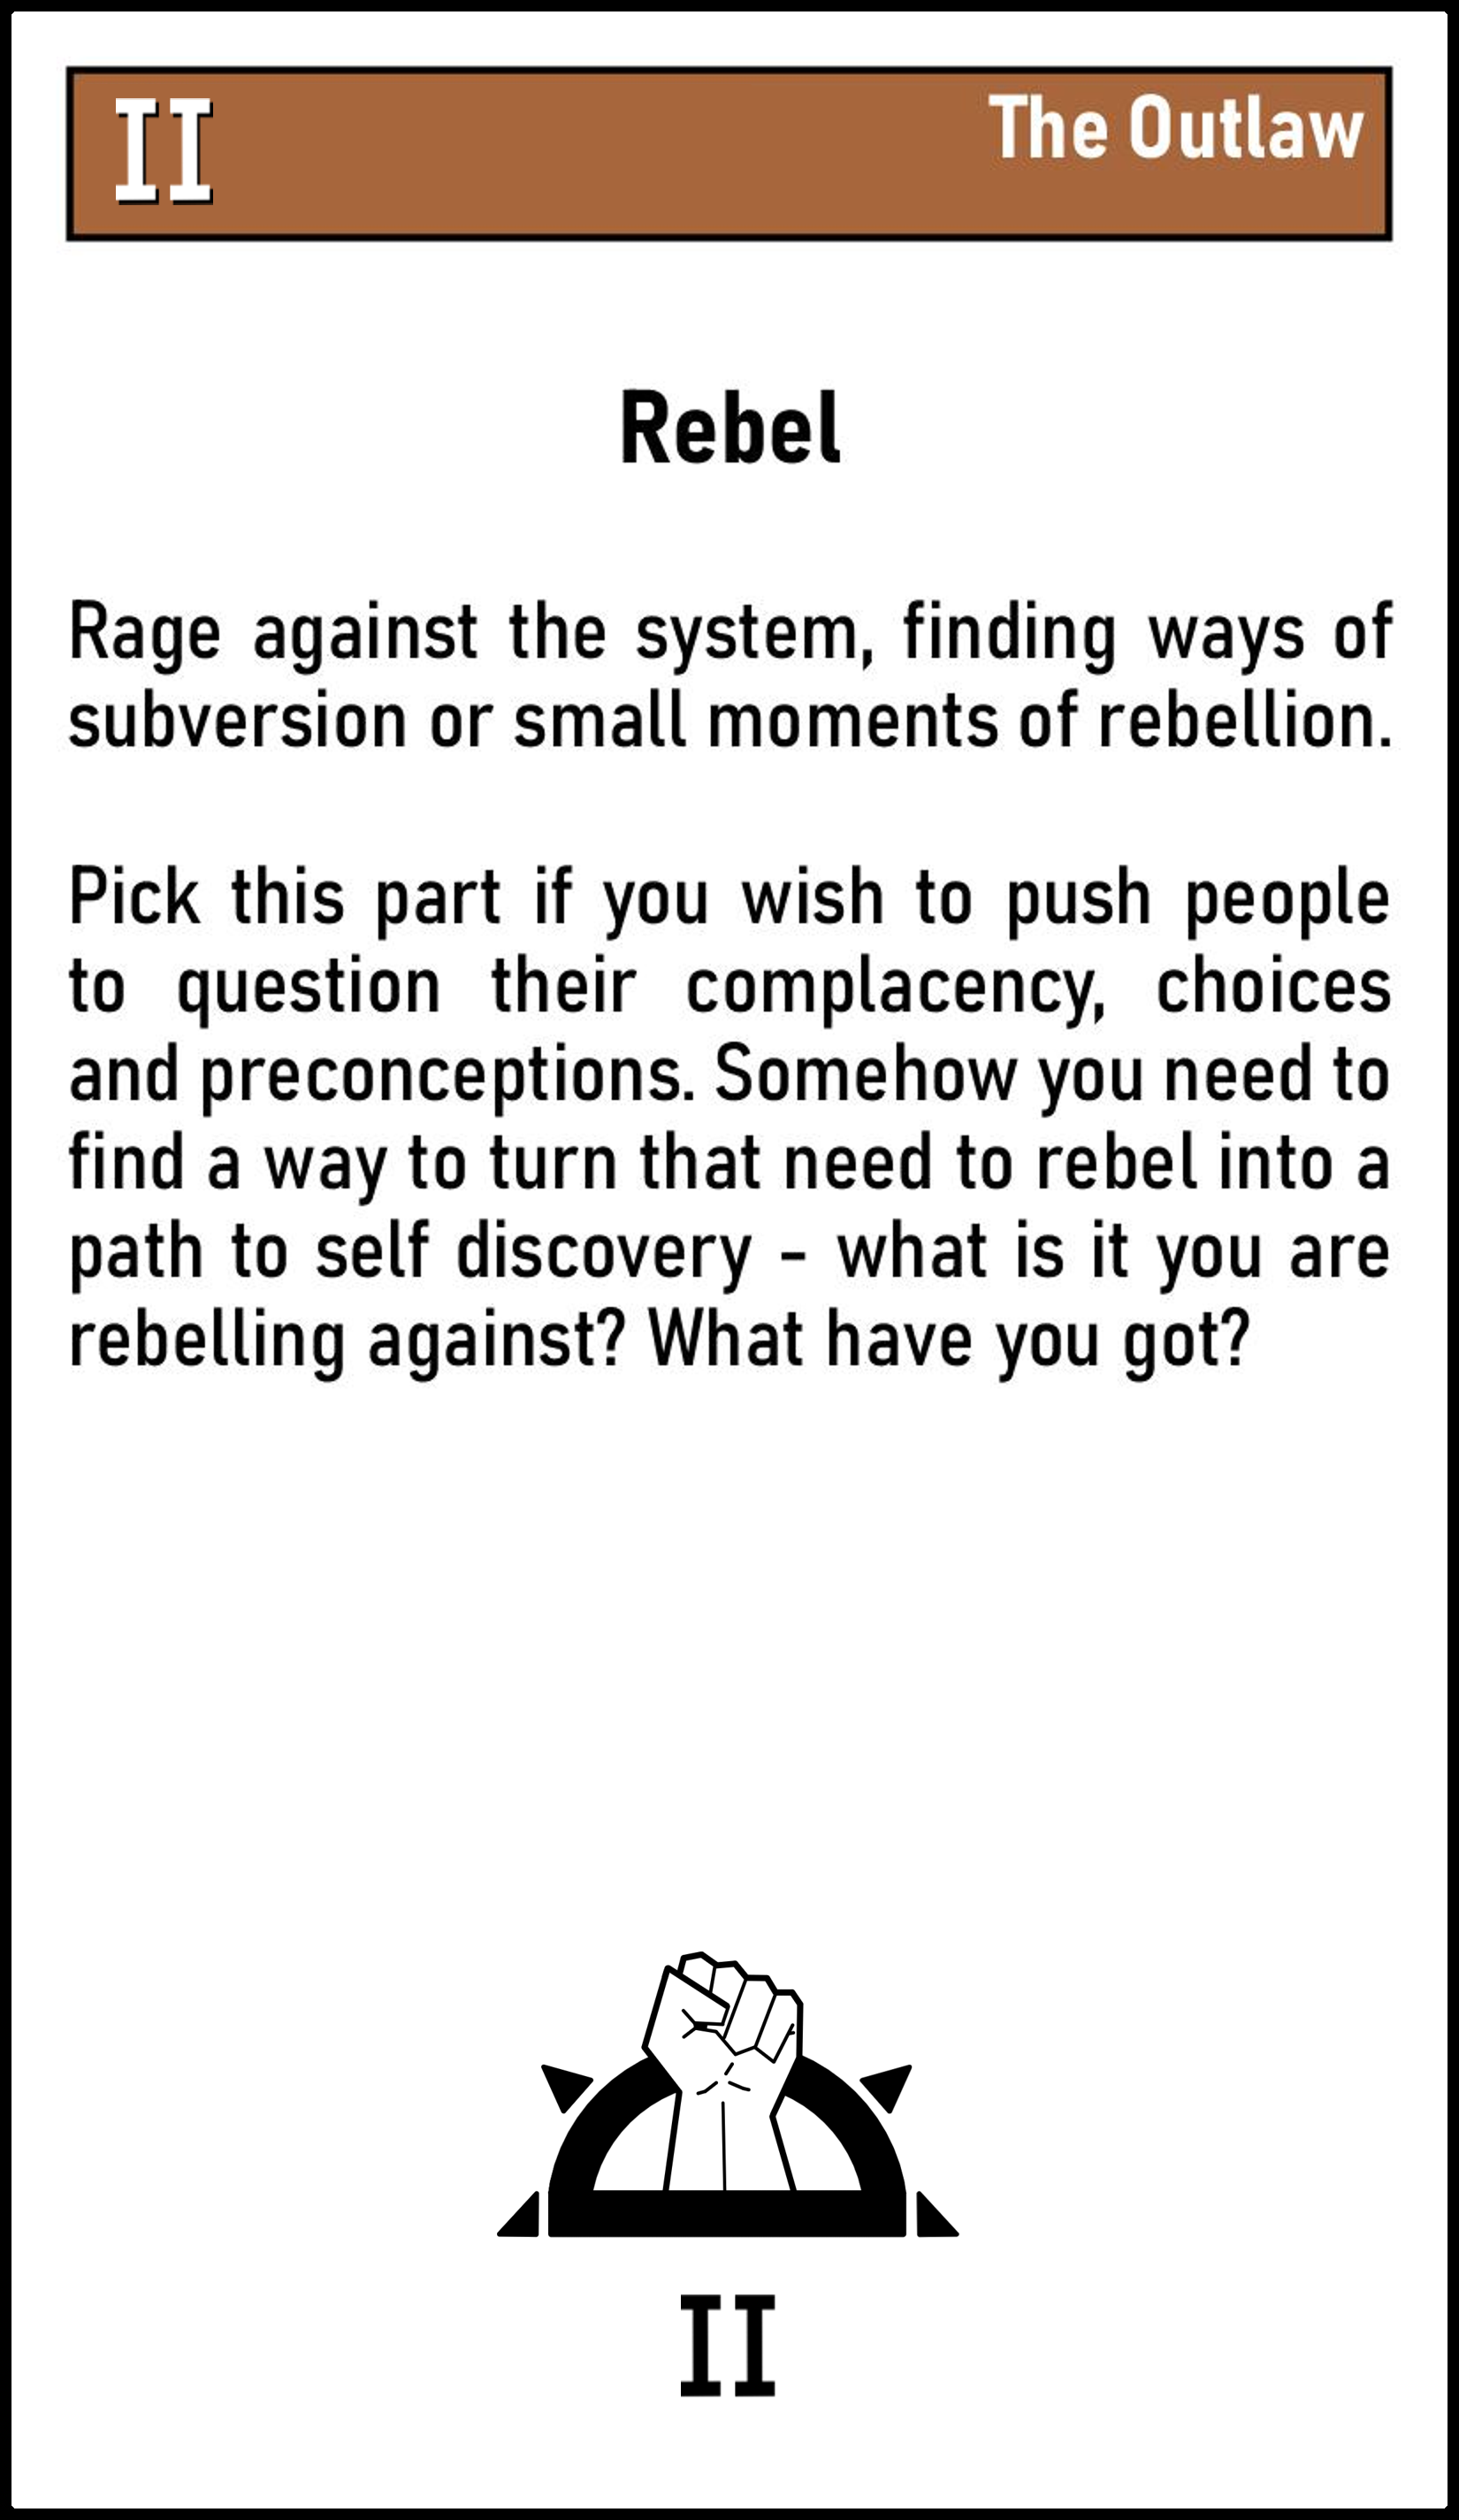 II
The Outlaw
Rebel
Rage against the system, finding ways of
subversion or small moments of rebellion.
Pick this part if you wish to push people
to question their complacency, choices
and preconceptions. Somehow you need to
find a way to turn that need to rebel into a
path to self discovery - what is it you are
rebelling against? What have you got?
II